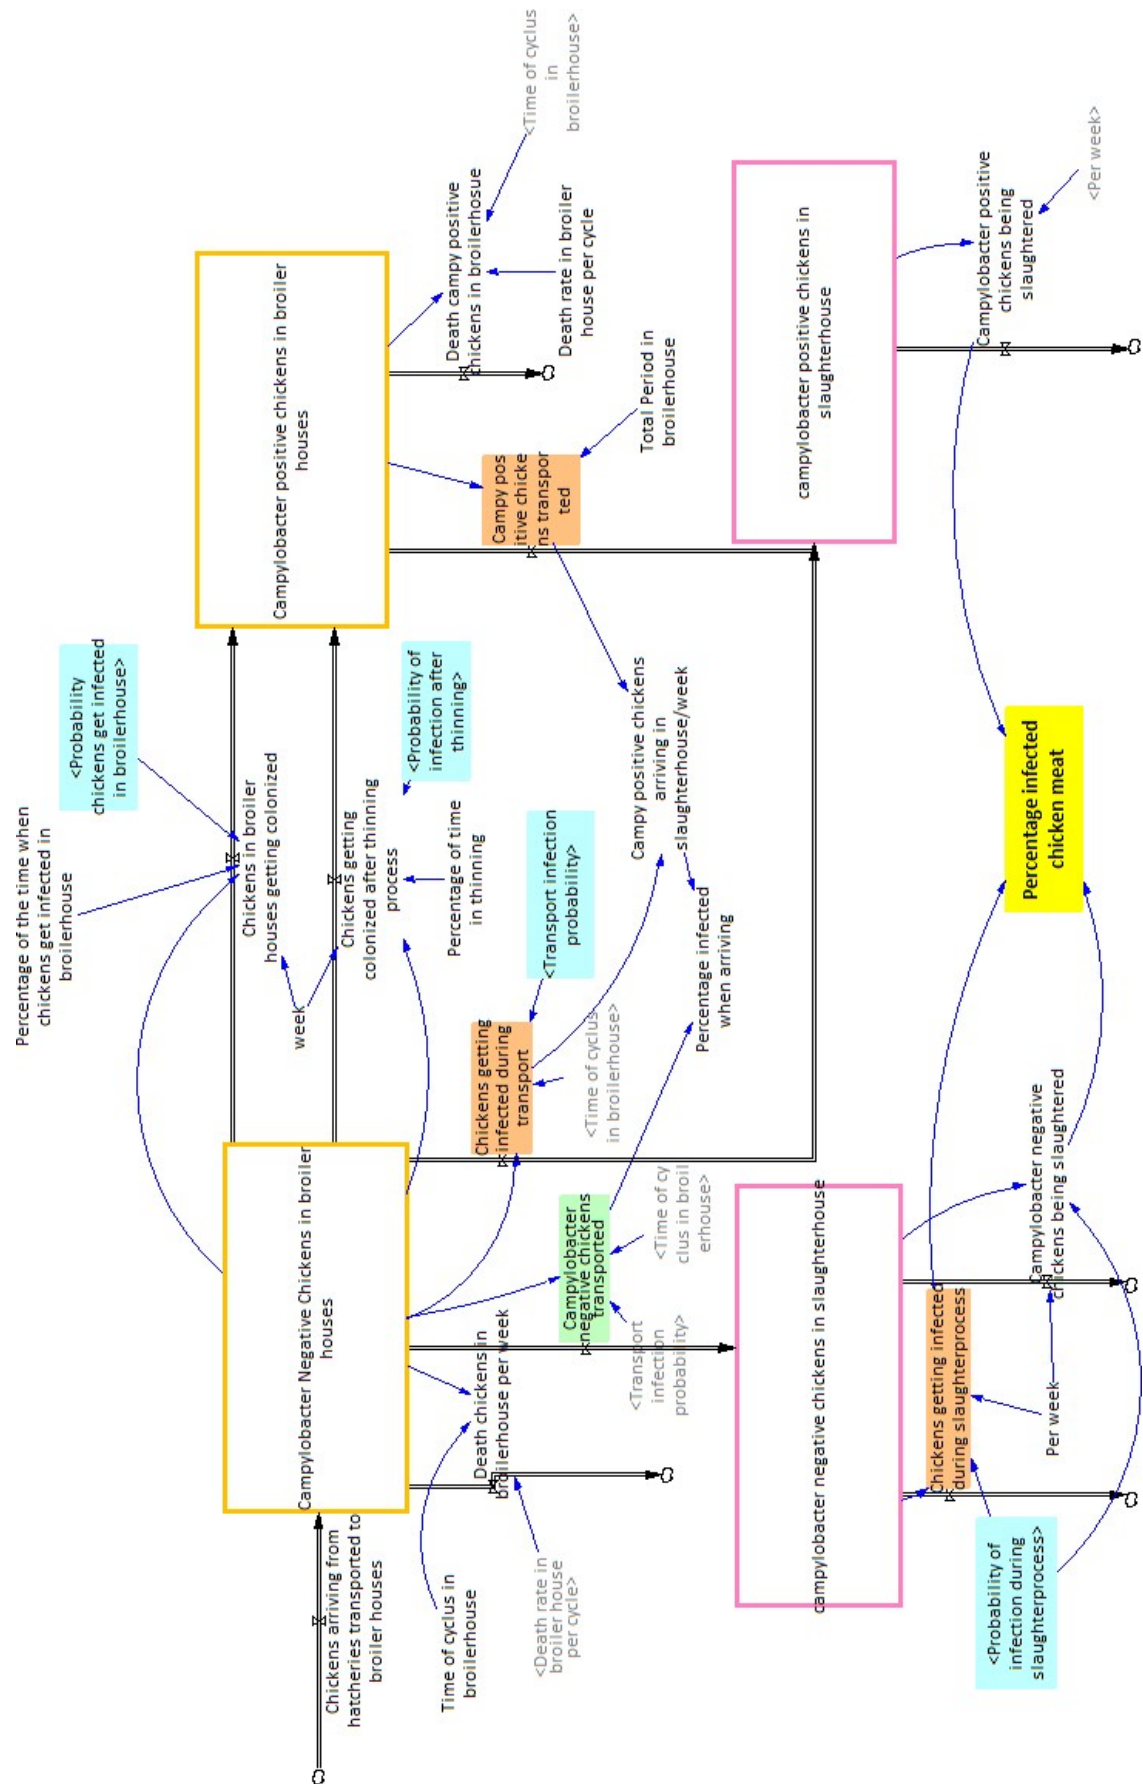 Percentage of the time when
chickens get infected in
broilerhouse
<Probability
chickens get infected
in broilerhouse>
Chickens in broiler
houses getting colonized
week
Chickens getting
colonized after thinning
process
<Probability of
infection after
thinning>
Percentage of time
in thinning
Chickens arriving from
hatcheries transported to
broiler houses
Campylobacter Negative Chickens in broiler
houses
Campylobacter positive chickens in broiler
houses
Time of cyclus in
broilerhouse
Death chickens in
broilerhouse per week
<Death rate in
broiler house
per cycle>
Campylobacter
negative chickens
transported
<Transport
infection
probability>
<Time of cy
clus in broil
erhouse>
Chickens getting
infected during
transport
<Time of cyclus
in broilerhouse>
<Transport infection
probability>
Campy positive chickens
arriving in
slaughterhouse/week
Percentage infected
when arriving
Campy pos
itive chicke
ns transpor
ted
Total Period in
broilerhouse
Death campy positive
chickens in broilerhosue
<Time of cyclus
in
broilerhouse>
Death rate in broiler
house per cycle
campylobacter negative chickens in slaughterhouse
campylobacter positive chickens in
slaughterhouse
Chickens getting infected
during slaughterprocess
<Probability of
infection during
slaughterprocess>
Per week
Campylobacter negative
chickens being slaughtered
Percentage infected
chicken meat
Campylobacter positive
chickens being
slaughtered
<Per week>